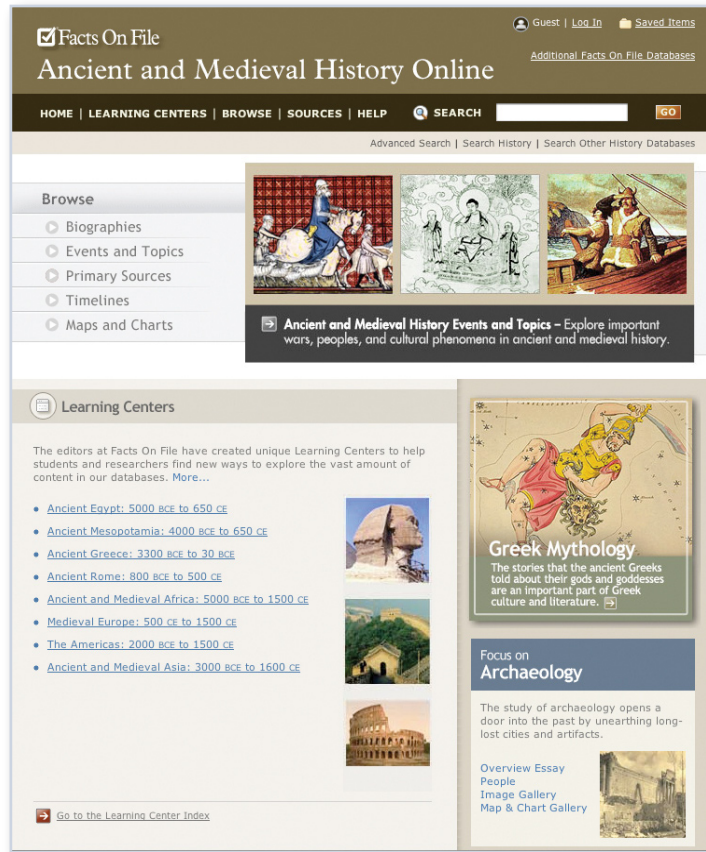 Guest | Log In Saved Items
Facts On File
Additional Facts On File Databases
Ancient and Medieval History Online
HOME | LEARNING CENTERS | BROWSE | SOURCES | HELP SEARCH GO
Advanced Search | Search History | Search Other History Databases
Browse
Biographies
Events and Topics
Primary Sources
Timelines
Maps and Charts
Ancient and Medieval History Events and Topics – Explore important
wars, peoples, and cultural phenomena in ancient and medieval history.
Learning Centers
The editors at Facts On File have created unique Learning Centers to help
students and researchers find new ways to explore the vast amount of
content in our databases. More...
Ancient Egypt: 5000 BCE to 650 CE
Ancient Mesopotamia: 4000 BCE to 650 CE
Ancient Greece: 3300 BCE to 30 BCE
Ancient Rome: 800 BCE to 500 CE
Ancient and Medieval Africa: 5000 BCE to 1500 CE
Medieval Europe: 500 CE to 1500 CE
The Americas: 2000 BCE to 1500 CE
Ancient and Medieval Asia: 3000 BCE to 1600 CE
Go to the Learning Center Index
Greek Mythology
The stories that the ancient Greeks
told about their gods and goddesses
are an important part of Greek
culture and literature.
Focus on
Archaeology
The study of archaeology opens a
door into the past by unearthing long-
lost cities and artifacts.
Overview Essay
People
Image Gallery
Map & Chart Gallery